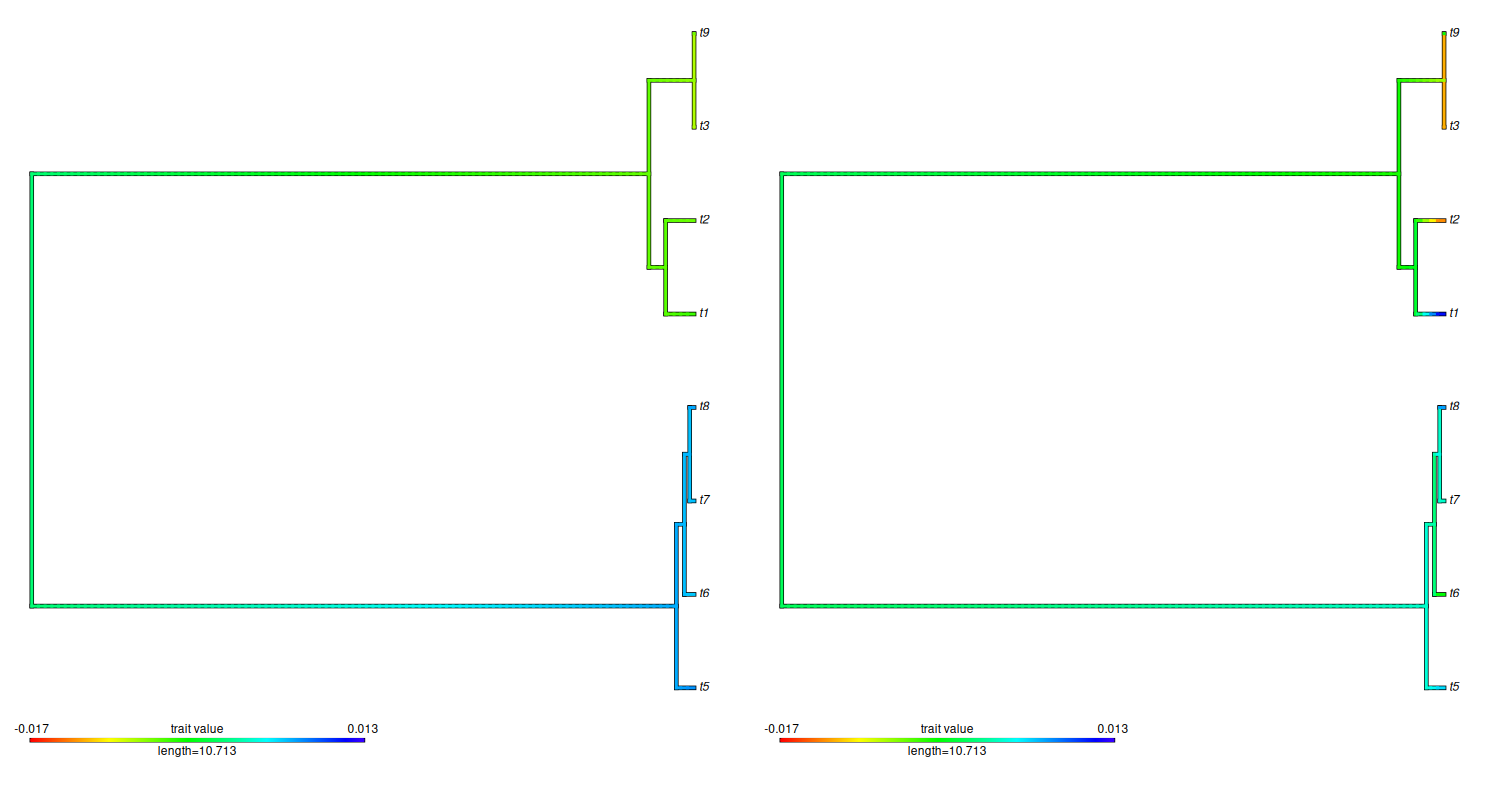 t9
t3
t2
t1
t8
t7
t6
t5
-0.017 trait value 0.013
length=10.713
t9
t3
t2
t1
t8
t7
t6
t5
-0.017 trait value 0.013
length=10.713